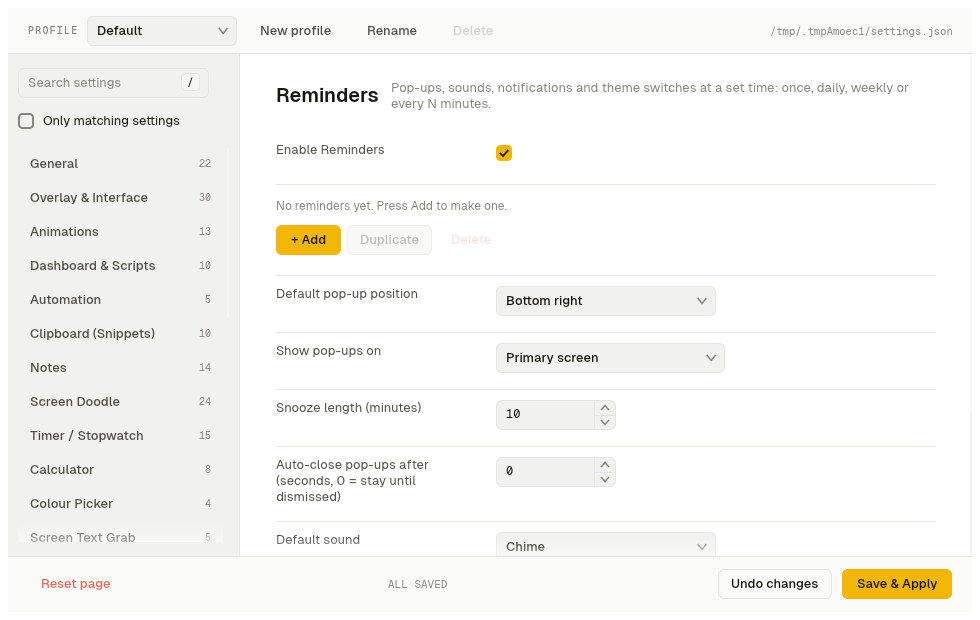 PROFILE Default New profile Rename Delete /tmp/.tmpAmoec1/settings.json
Search settings /
Only matching settings
General 22
Overlay & Interface 30
Animations 13
Dashboard & Scripts 10
Automation 5
Clipboard (Snippets) 10
Notes 14
Screen Doodle 24
Timer / Stopwatch 15
Calculator 8
Colour Picker 4
Screen Text Grab 5
Reminders
Pop-ups, sounds, notifications and theme switches at a set time: once, daily, weekly or
every N minutes.
Enable Reminders
No reminders yet. Press Add to make one.
+ Add Duplicate Delete
Default pop-up position Bottom right
Show pop-ups on Primary screen
Snooze length (minutes) 10
Auto-close pop-ups after
(seconds, 0 = stay until
dismissed)
0
Default sound Chime
Reset page ALL SAVED Undo changes Save & Apply